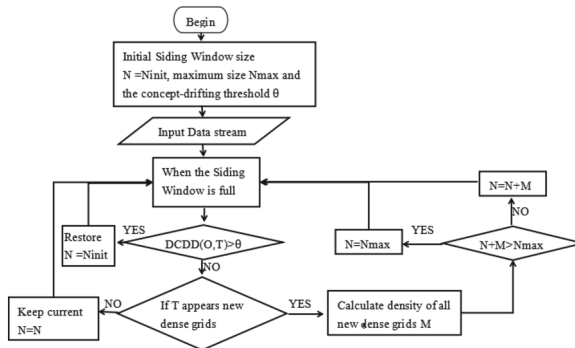 Begin
Initial Siding Window size
N =Ninit, maximum size Nmax and
the concept-drifting threshold θ
Input Data stream
When the Siding
Window is full
N=N+M
NO
Restore
N =Ninit
YES
DCDD(O,T)>θ
N=Nmax
YES
N+M>Nmax
NO
Keep current
N=N
NO
If T appears new
dense grids
YES
Calculate density of all
new dense grids M